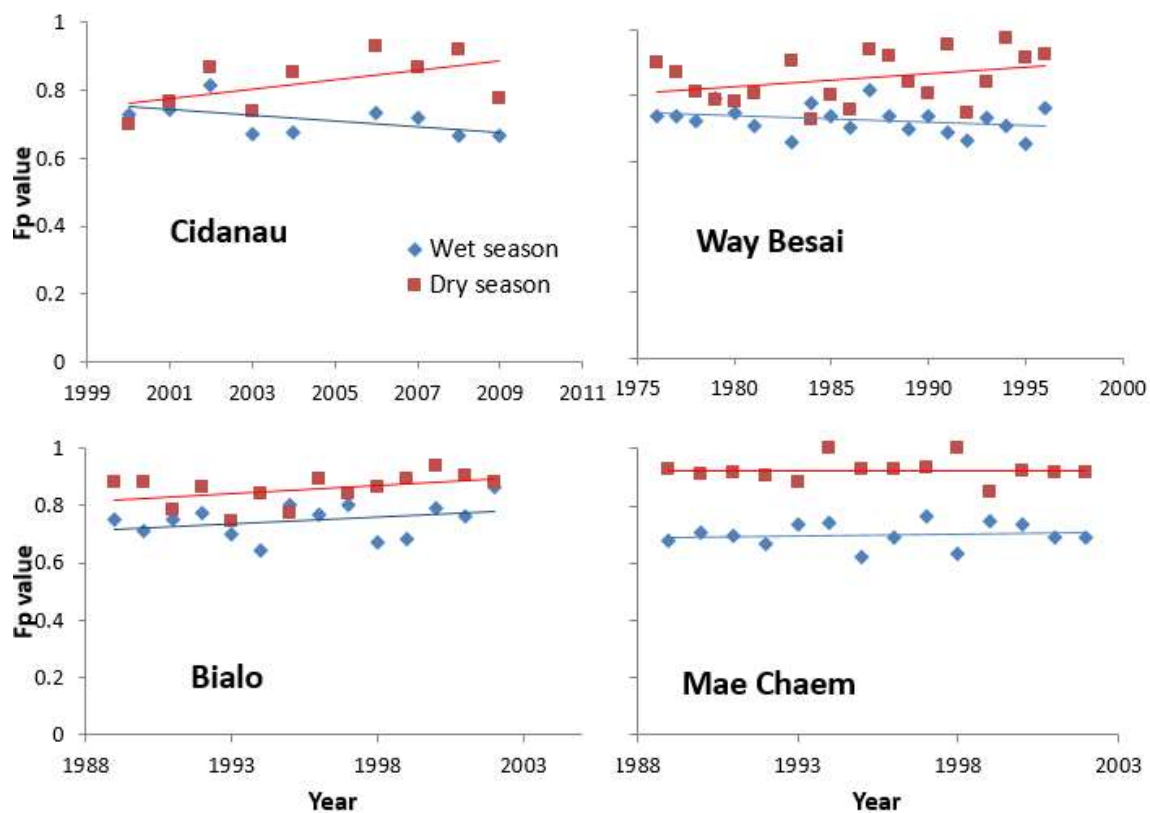 1
0.8
0.6
0.4
0.2
0
Fp value
Cidanau
Wet season
Dry season
1999 2001 2003 2005 2007 2009 2011
Way Besai
1975 1980 1985 1990 1995 2000
1
0.8
0.6
0.4
0.2
0
Fp value
Bialo
1988 1993 1998 2003
Year
Mae Chaem
1988 1993 1998 2003
Year